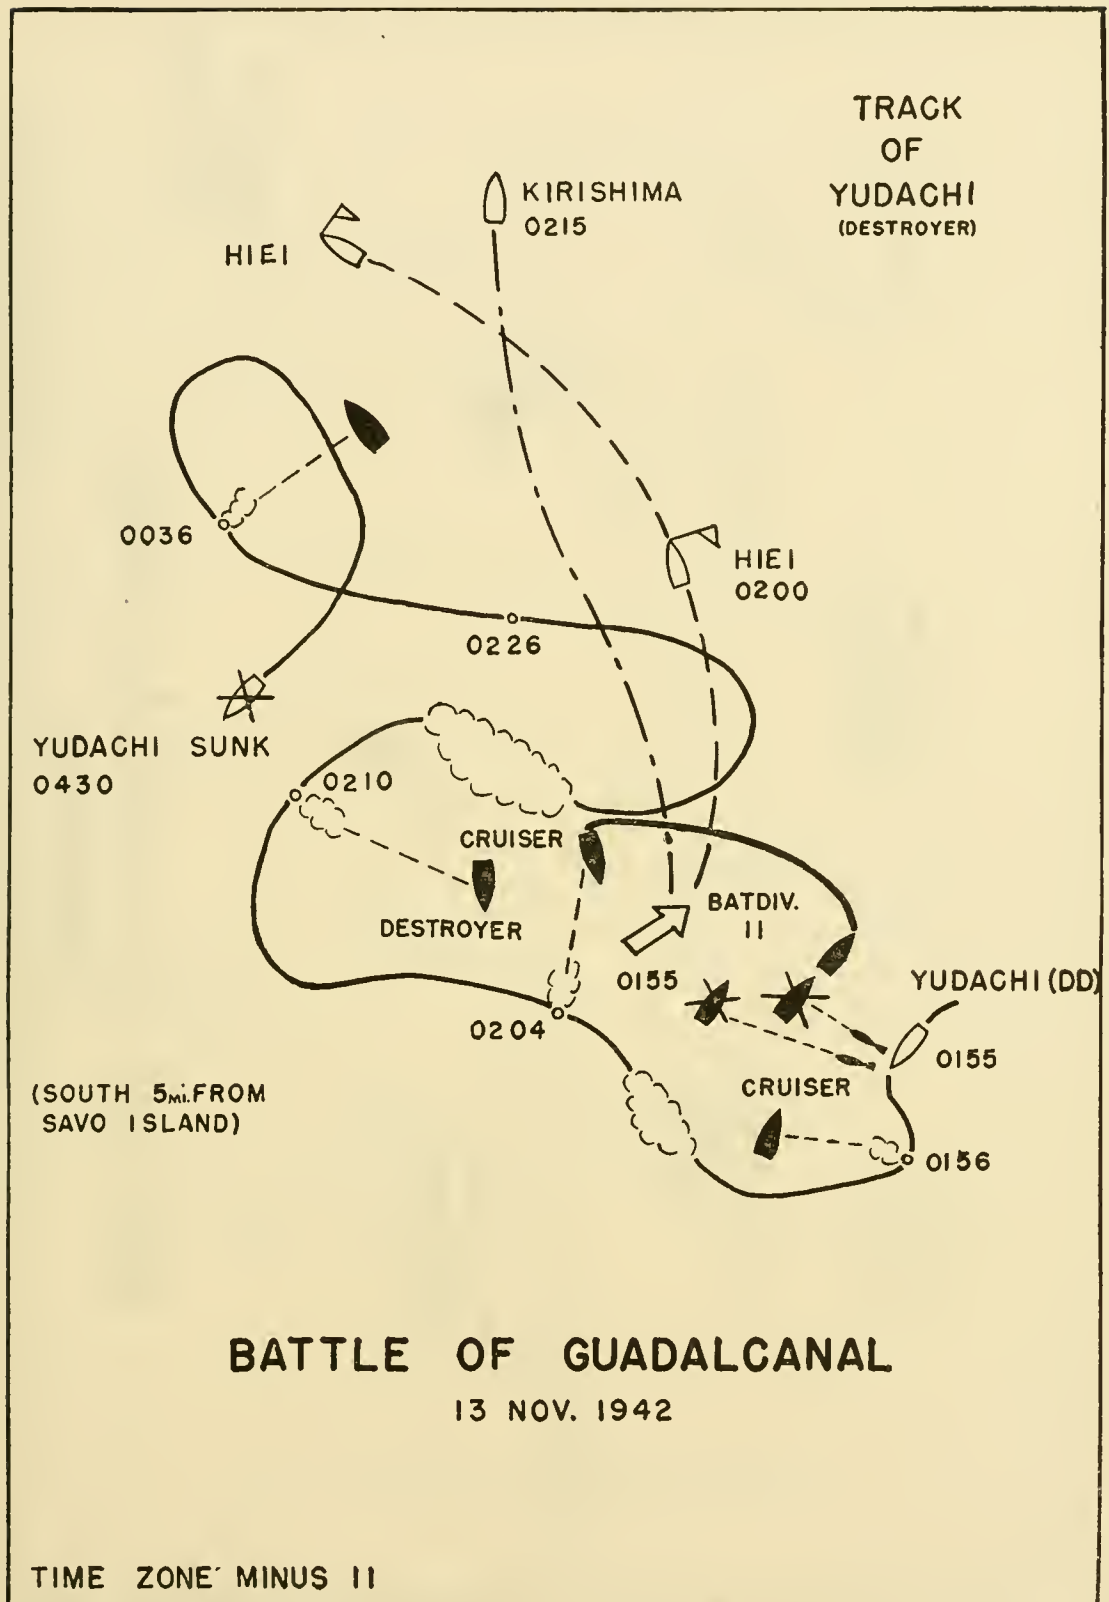 TRACK
OF
YUDACHI
(DESTROYER)
KIRISHIMA
0215
HIEI
0036
HIEI
0200
0226
YUDACHI SUNK
0430
0210
CRUISER
DESTROYER
BATDIV.
11
0155
YUDACHI (DD)
0155
0204
CRUISER
(SOUTH 5mi. FROM
SAVO ISLAND)
0156
BATTLE OF GUADALCANAL
13 NOV. 1942
TIME ZONE MINUS 11